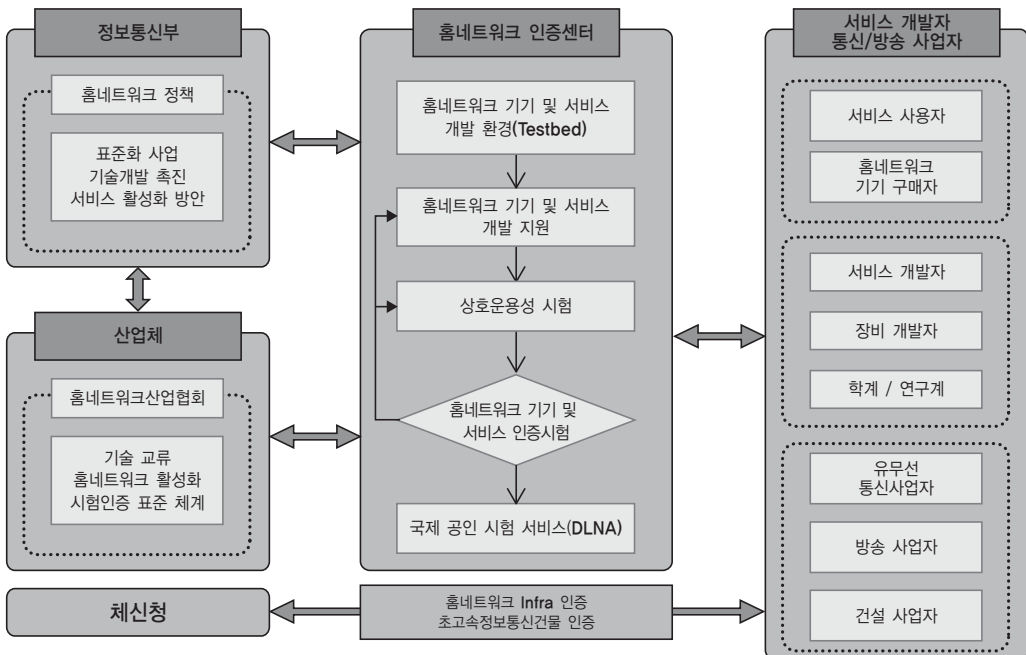 정보통신부
홈네트워크 정책
표준화 사업
기술개발 촉진
서비스 활성화 방안
산업체
홈네트워크산업협회
기술 교류
홈네트워크 활성화
시험인증 표준 체계
체신청
홈네트워크 인증센터
홈네트워크 기기 및 서비스
개발 환경(Testbed)
홈네트워크 기기 및 서비스
개발 지원
상호운용성 시험
홈네트워크 기기 및
서비스 인증시험
국제 공인 시험 서비스(DLNA)
홈네트워크 Infra 인증
초고속정보통신건물 인증
서비스 개발자
통신/방송 사업자
서비스 사용자
홈네트워크
기기 구매자
서비스 개발자
장비 개발자
학계 / 연구계
유무선
통신사업자
방송 사업자
건설 사업자